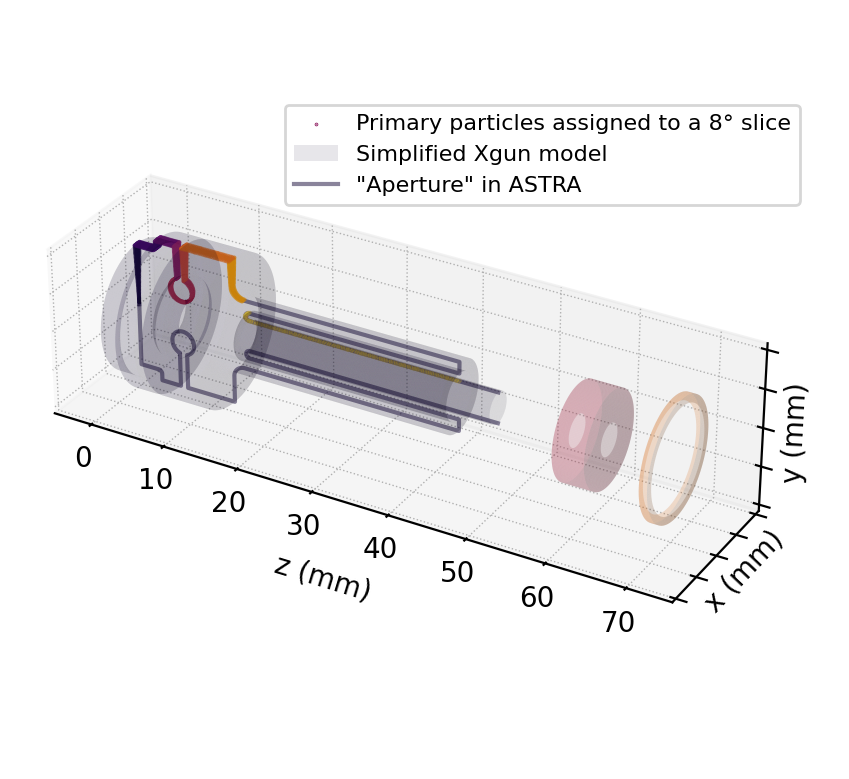 Primary particles assigned to a 8° slice
Simplified Xgun model
"Aperture" in ASTRA
0
10
20
30
40
50
60
70
z (mm)
x (mm)
y (mm)